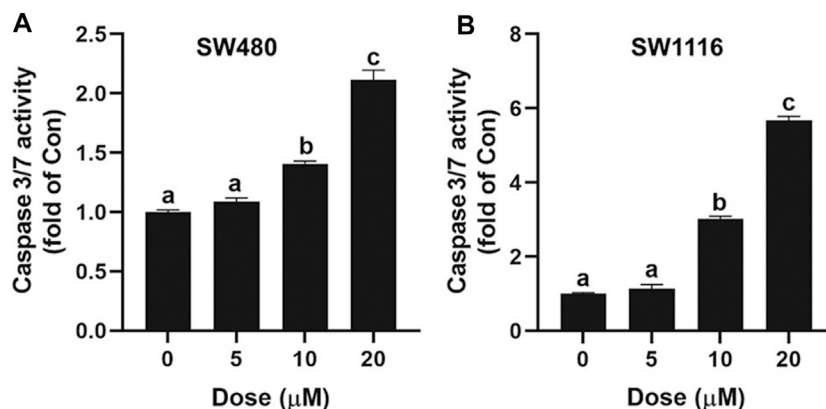 A
SW480
Caspase 3/7 activity
(fold of Con)
2.5
2.0
1.5
1.0
0.5
0.0
a
a
b
c
0 5 10 20
Dose (μM)
B
SW1116
Caspase 3/7 activity
(fold of Con)
8
6
4
2
0
a
a
b
c
0 5 10 20
Dose (μM)